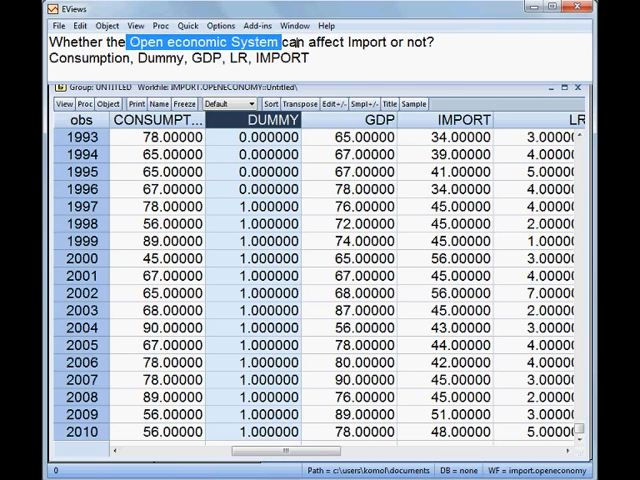 EViews
File Edit Object View Proc Quick Options Add-ins Window Help
Whether the Open economic System can affect Import or not?
Consumption, Dummy, GDP, LR, IMPORT
Group: UNTITLED Workfile: IMPORT.OPENECONOMY::Untitled\
View Proc Object Print Name Freeze Default Sort Transpose Edit+/- Smpl+/- Title Sample
obs CONSUMPT... DUMMY GDP IMPORT LR
1993 78.00000 0.000000 65.00000 34.00000 3.00000
1994 65.00000 0.000000 67.00000 39.00000 4.00000
1995 65.00000 0.000000 67.00000 41.00000 5.00000
1996 67.00000 0.000000 78.00000 34.00000 4.00000
1997 78.00000 1.000000 76.00000 45.00000 4.00000
1998 56.00000 1.000000 72.00000 45.00000 2.00000
1999 89.00000 1.000000 74.00000 45.00000 1.00000
2000 45.00000 1.000000 65.00000 56.00000 3.00000
2001 67.00000 1.000000 67.00000 45.00000 4.00000
2002 65.00000 1.000000 68.00000 56.00000 7.00000
2003 68.00000 1.000000 87.00000 45.00000 2.00000
2004 90.00000 1.000000 56.00000 43.00000 3.00000
2005 67.00000 1.000000 78.00000 44.00000 4.00000
2006 78.00000 1.000000 80.00000 42.00000 4.00000
2007 78.00000 1.000000 90.00000 45.00000 3.00000
2008 89.00000 1.000000 76.00000 45.00000 2.00000
2009 56.00000 1.000000 89.00000 51.00000 3.00000
2010 56.00000 1.000000 78.00000 48.00000 5.00000
0 Path = c:\users\komol\documents DB = none WF = import.openeconomy